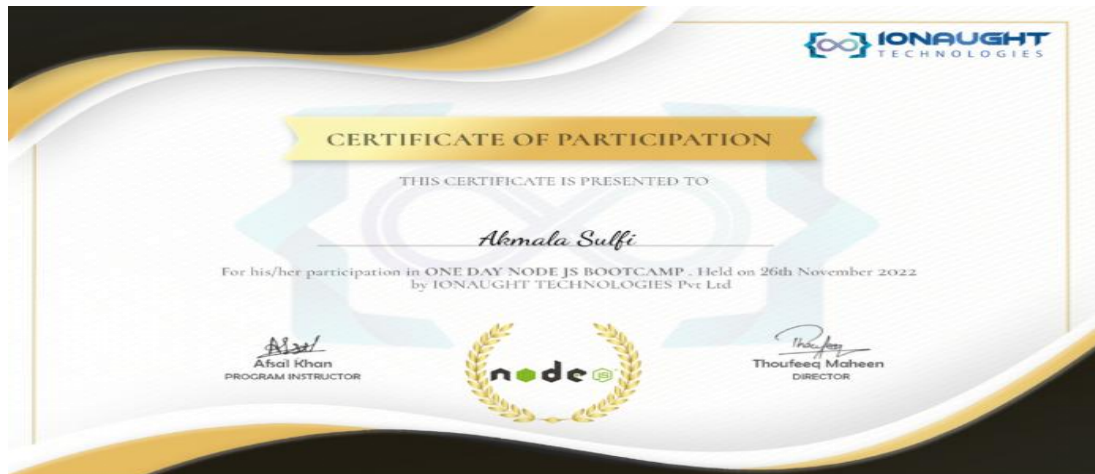 IONAUGHT
TECHNOLOGIES
CERTIFICATE OF PARTICIPATION
THIS CERTIFICATE IS PRESENTED TO
Akmala Sulfi
For his/her participation in ONE DAY NODE JS BOOTCAMP . Held on 26th November 2022
by IONAUGHT TECHNOLOGIES Pvt Ltd
Afsal Khan
PROGRAM INSTRUCTOR
node JS
Thoufeeq Maheen
DIRECTOR